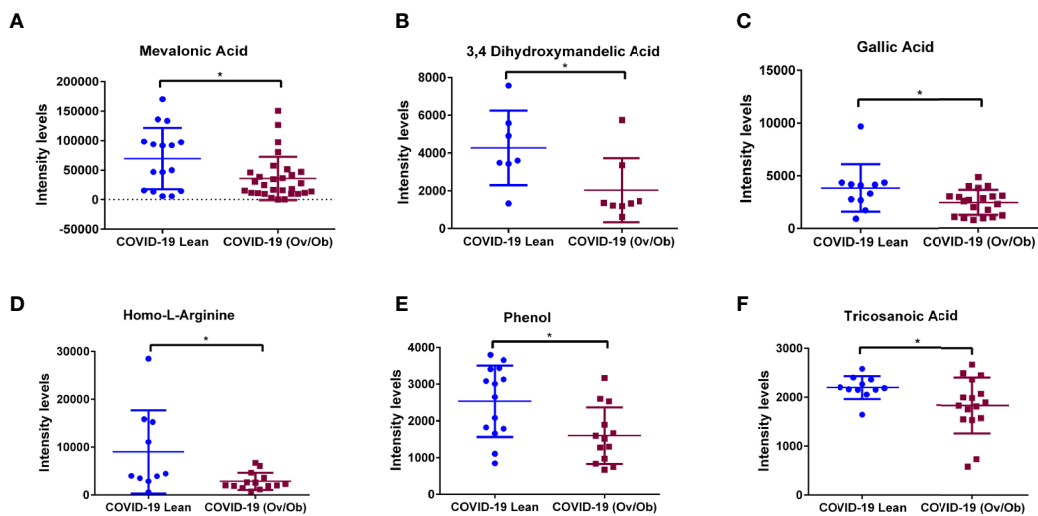 A
Mevalonic Acid
*
Intensity levels
200000
150000
100000
50000
0
-50000
COVID-19 Lean COVID-19 (Ov/Ob)
B
3,4 Dihydroxymandelic Acid
*
Intensity levels
8000
6000
4000
2000
0
COVID-19 Lean COVID-19 (0v/Ob)
C
Gallic Acid
*
Intensity levels
15000
10000
5000
0
COVID-19 Lean COVID-19 (Ov/Ob)
D
Homo-L-Arginine
*
Intensity levels
30000
20000
10000
0
COVID-19 Lean COVID-19 (Ov/Ob)
E
Phenol
*
Intensity levels
4000
3000
2000
1000
0
COVID-19 Lean COVID-19 (Ov/Ob)
F
Tricosanoic Acid
*
Intensity levels
3000
2000
1000
0
COVID-19 Lean COVID-19 (Ov/Ob)